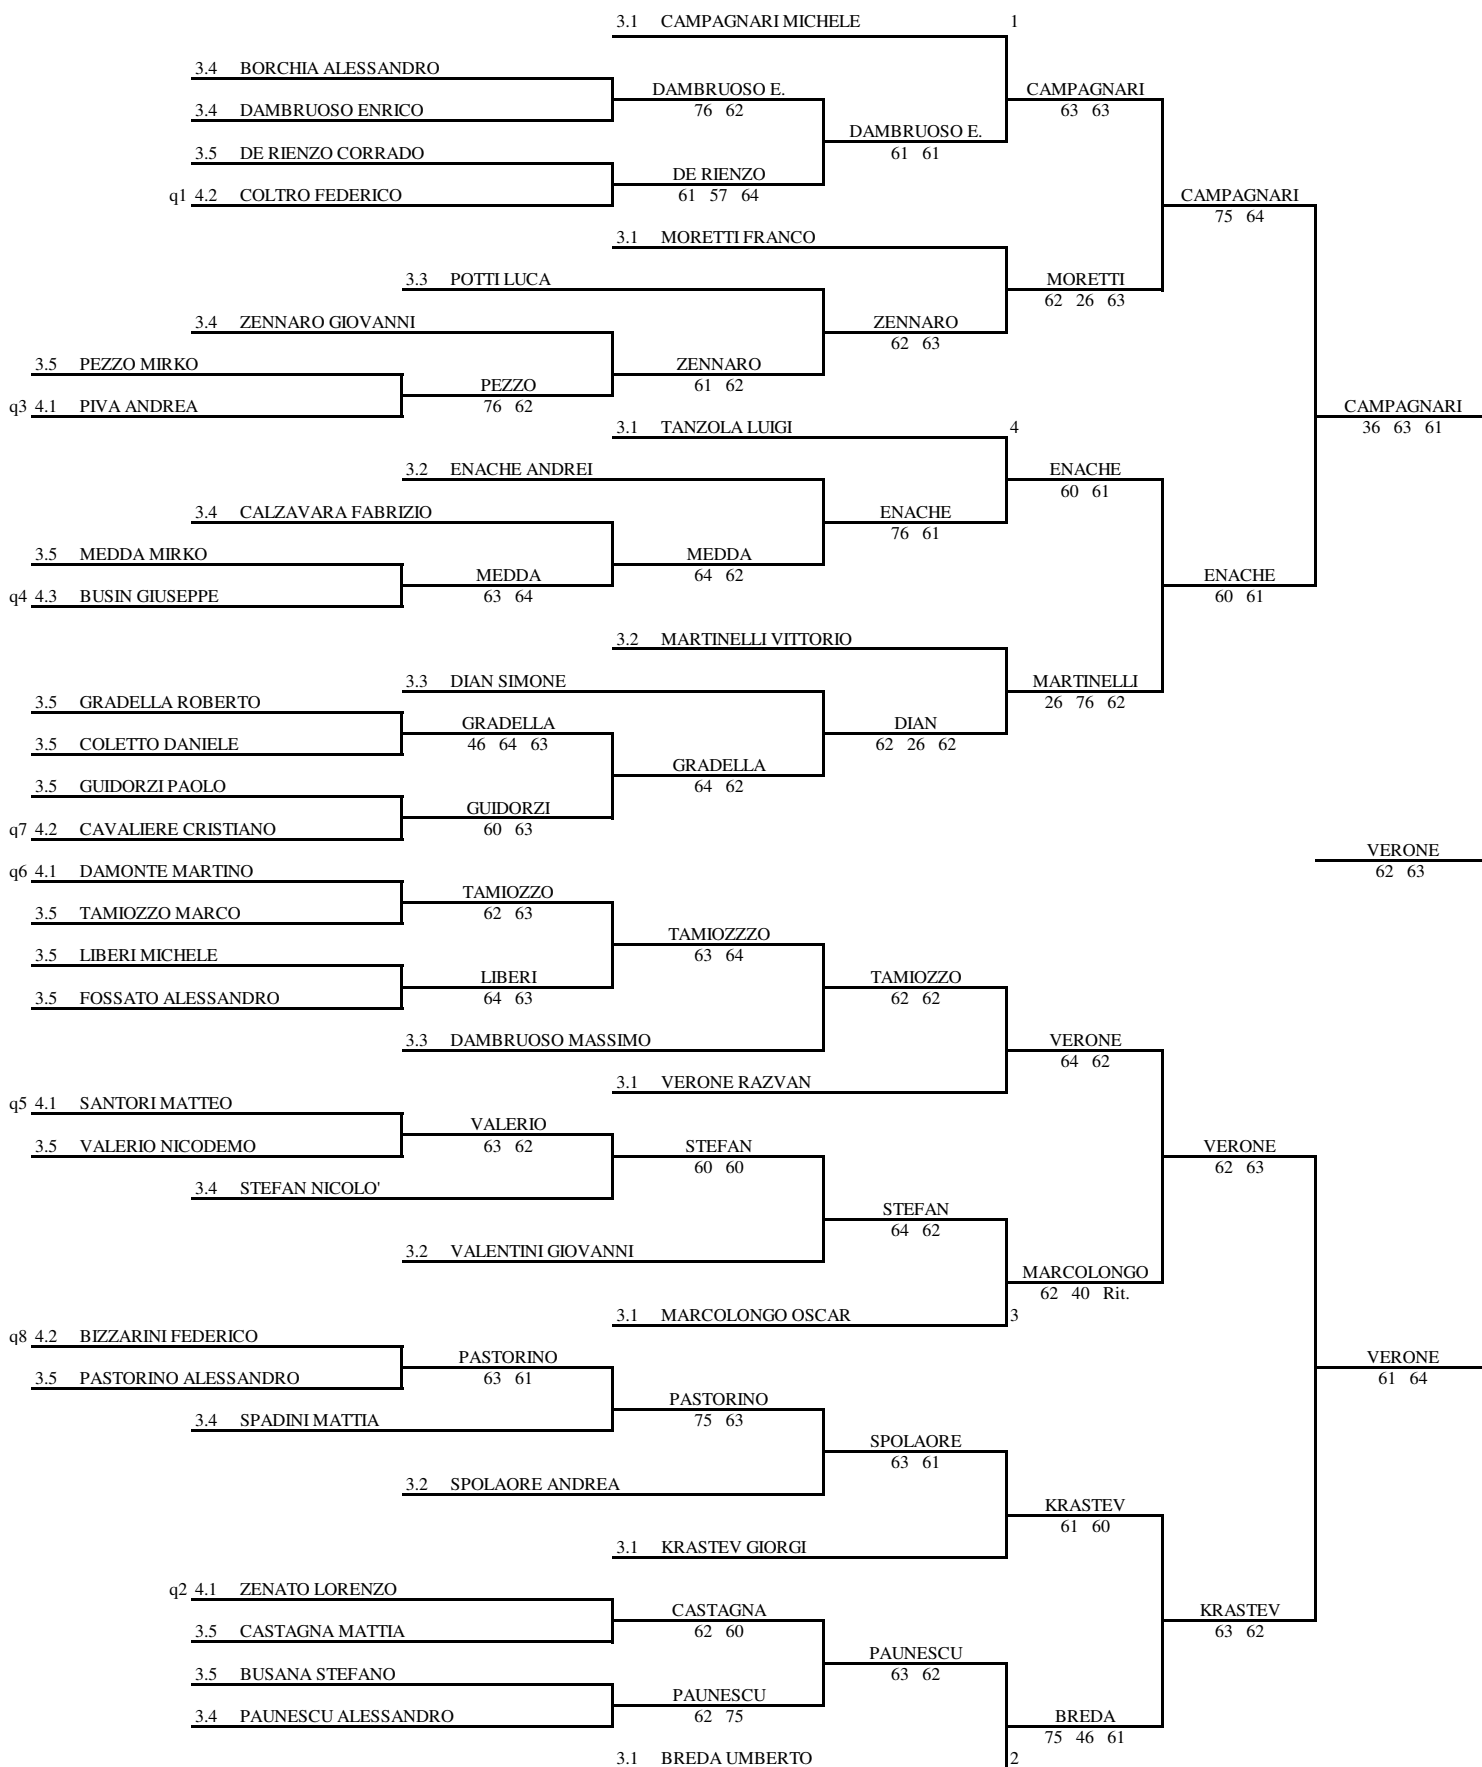 3.1 CAMPAGNARI MICHELE 1
3.4 BORCHIA ALESSANDRO
DAMBRUOSO E. CAMPAGNARI
76 62 63 63
3.4 DAMBRUOSO ENRICO
DAMBRUOSO E.
61 61
3.5 DE RIENZO CORRADO
DE RIENZO
61 57 64
q1 4.2 COLTRO FEDERICO CAMPAGNARI
75 64
3.1 MORETTI FRANCO
3.3 POTTI LUCA MORETTI
62 26 63
3.4 ZENNARO GIOVANNI ZENNARO
62 63
3.5 PEZZO MIRKO ZENNARO
61 62
PEZZO
76 62
q3 4.1 PIVA ANDREA CAMPAGNARI
36 63 61
3.1 TANZOLA LUIGI 4
3.2 ENACHE ANDREI ENACHE
60 61
3.4 CALZAVARA FABRIZIO ENACHE
76 61
3.5 MEDDA MIRKO MEDDA
64 62
MEDDA ENACHE
63 64 60 61
q4 4.3 BUSIN GIUSEPPE
3.2 MARTINELLI VITTORIO
3.3 DIAN SIMONE MARTINELLI
26 76 62
3.5 GRADELLA ROBERTO
GRADELLA DIAN
46 64 63 62 26 62
3.5 COLETTO DANIELE
GRADELLA
64 62
3.5 GUIDORZI PAOLO
GUIDORZI
60 63
q7 4.2 CAVALIERE CRISTIANO
VERONE
62 63
q6 4.1 DAMONTE MARTINO
TAMIOZZO
62 63
3.5 TAMIOZZO MARCO
TAMIOZZZO
63 64
3.5 LIBERI MICHELE
LIBERI TAMIOZZO
64 63 62 62
3.5 FOSSATO ALESSANDRO
3.3 DAMBRUOSO MASSIMO VERONE
64 62
3.1 VERONE RAZVAN
q5 4.1 SANTORI MATTEO
VALERIO
63 62
3.5 VALERIO NICODEMO STEFAN VERONE
60 60 62 63
3.4 STEFAN NICOLO'
STEFAN
64 62
3.2 VALENTINI GIOVANNI
MARCOLONGO
62 40 Rit.
3.1 MARCOLONGO OSCAR 3
q8 4.2 BIZZARINI FEDERICO
PASTORINO VERONE
63 61 61 64
3.5 PASTORINO ALESSANDRO
PASTORINO
75 63
3.4 SPADINI MATTIA
SPOLAORE
63 61
3.2 SPOLAORE ANDREA
KRASTEV
61 60
3.1 KRASTEV GIORGI
q2 4.1 ZENATO LORENZO
CASTAGNA KRASTEV
62 60 63 62
3.5 CASTAGNA MATTIA
PAUNESCU
63 62
3.5 BUSANA STEFANO
PAUNESCU
62 75
3.4 PAUNESCU ALESSANDRO BREDA
75 46 61
3.1 BREDA UMBERTO 2